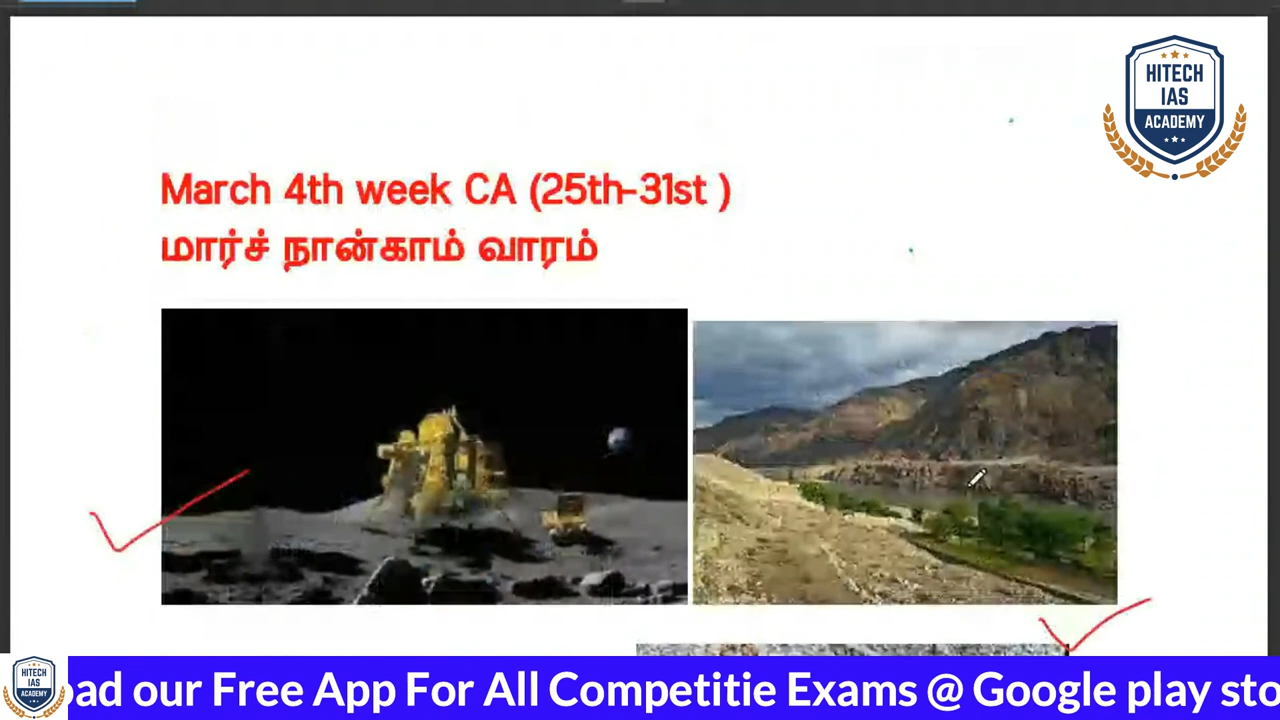 HITECH
IAS
ACADEMY
March 4th week CA (25th-31st )
மார்ச் நான்காம் வாரம்
HITECH
IAS
ACADEMY
ad our Free App For All Competitie Exams @ Google play sto